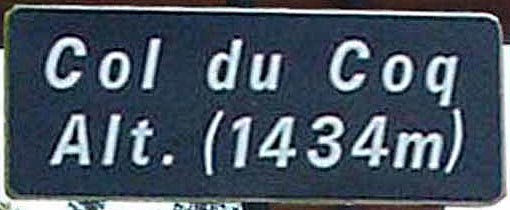 Col du Coq
Alt. (1434m)